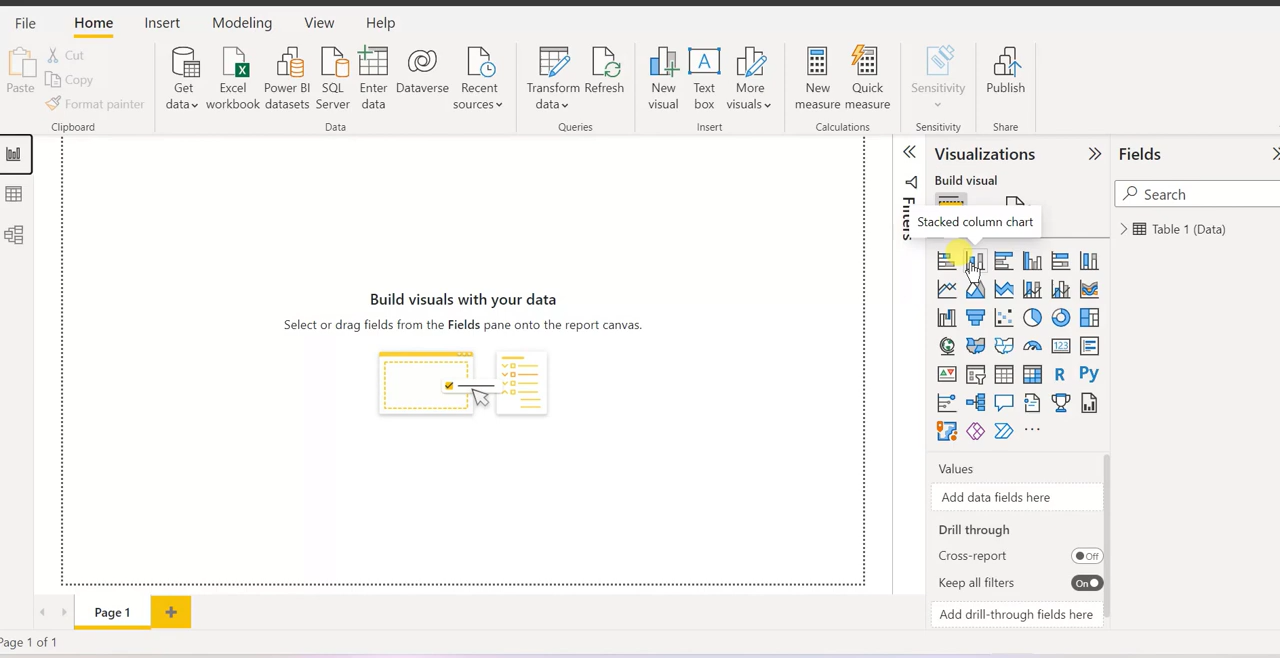 File Home Insert Modeling View Help
Paste
Cut
Copy
Format painter
Clipboard
Get data
Excel workbook
Power BI datasets
SQL Server
Enter data
Dataverse
Recent sources
Data
Transform data
Refresh
Queries
New visual
Text box
More visuals
Insert
New measure
Quick measure
Calculations
Sensitivity
Sensitivity
Publish
Share
Build visuals with your data
Select or drag fields from the Fields pane onto the report canvas.
Filters
Visualizations
Build visual
Stacked column chart
123
R
Py
Values
Add data fields here
Drill through
Cross-report
Off
Keep all filters
On
Add drill-through fields here
Fields
Search
Table 1 (Data)
Page 1
Page 1 of 1